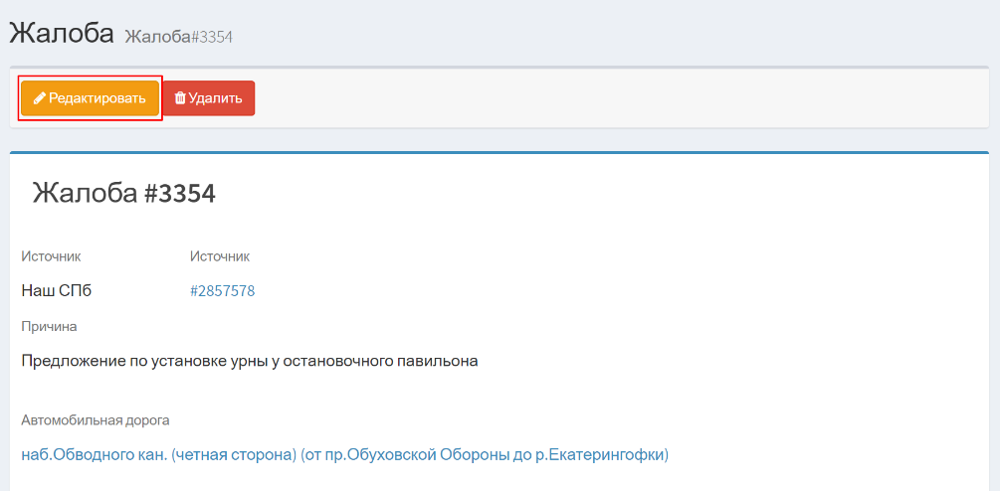 Жалоба Жалоба#3354
Редактировать Удалить
Жалоба #3354
Источник Источник
Наш СПб #2857578
Причина
Предложение по установке урны у остановочного павильона
Автомобильная дорога
наб.Обводного кан. (четная сторона) (от пр.Обуховской Обороны до р.Екатерингофки)